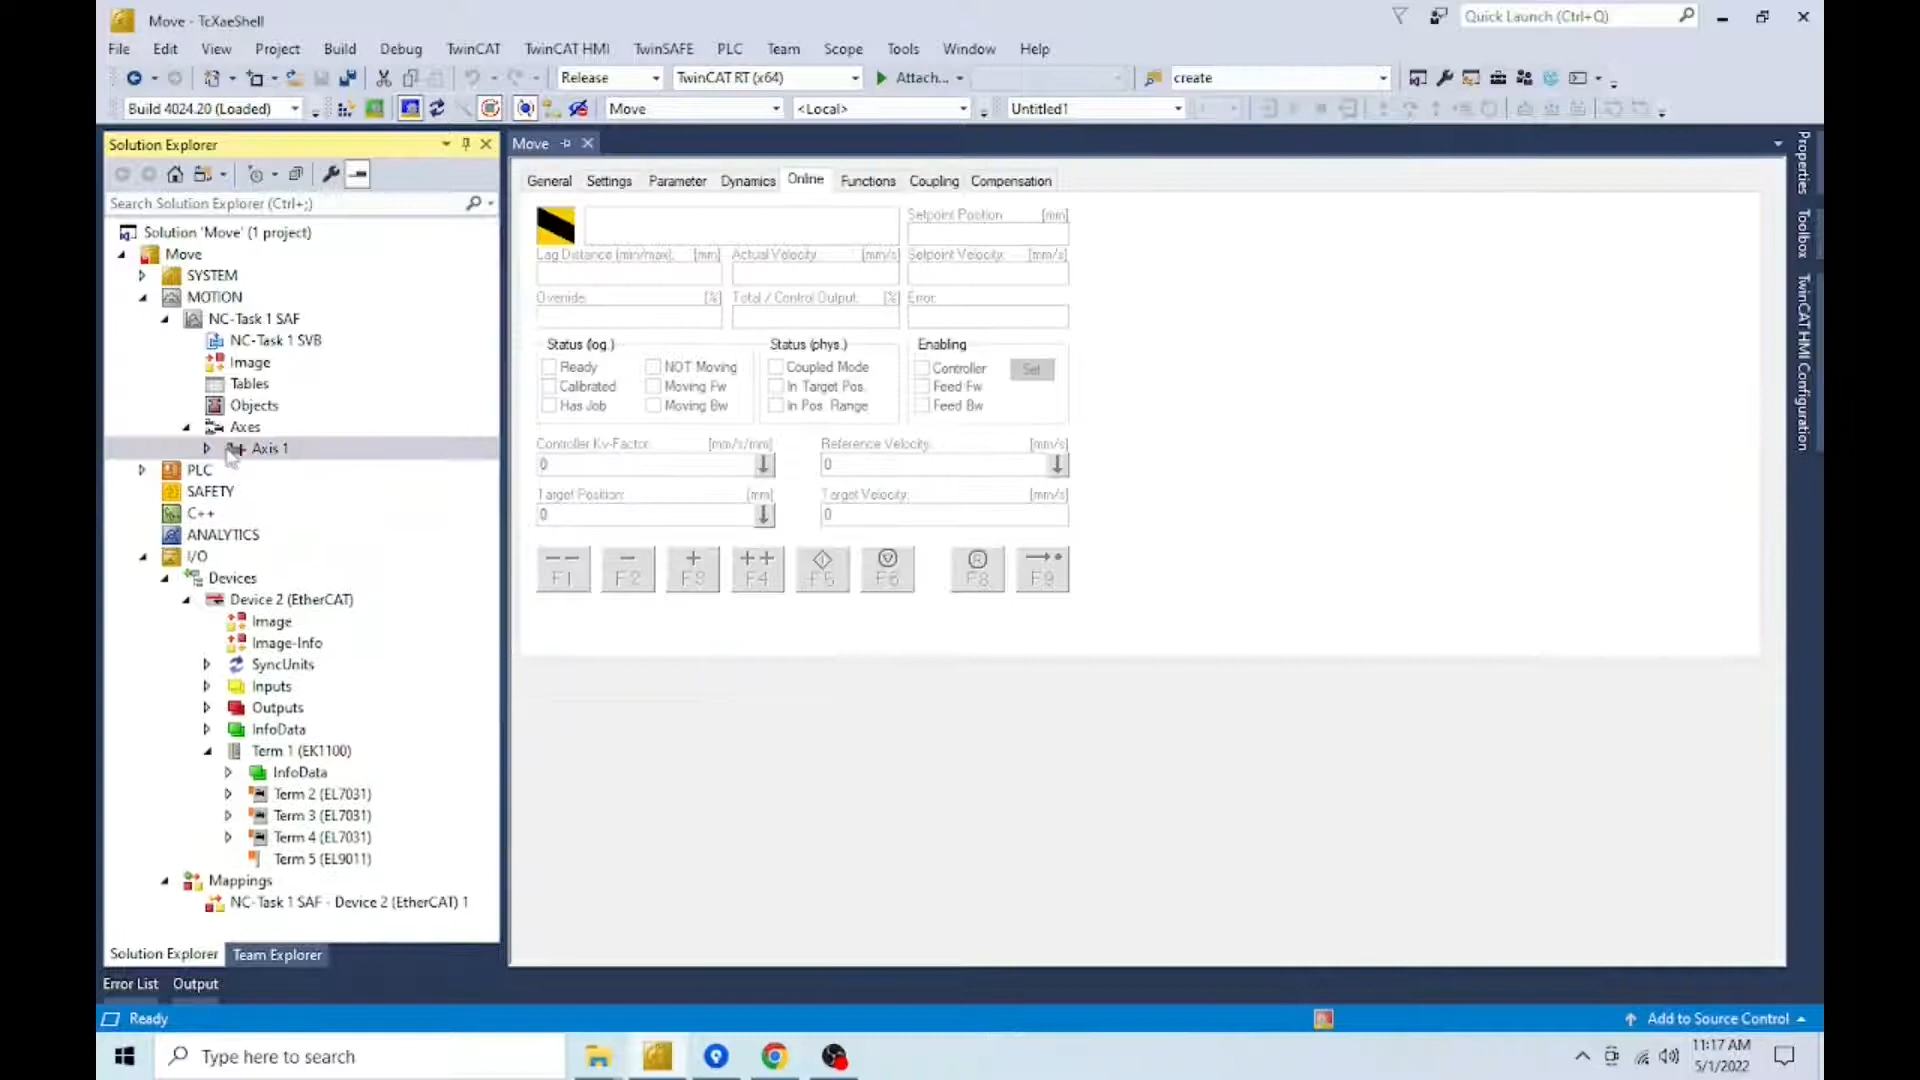 Move - TcXaeShell
Quick Launch (Ctrl+Q)
File Edit View Project Build Debug TwinCAT TwinCAT HMI TwinSAFE PLC Team Scope Tools Window Help
Release TwinCAT RT (x64) Attach... create
Build 4024.20 (Loaded) Move <Local> Untitled1
Solution Explorer
Search Solution Explorer (Ctrl+;)
Solution 'Move' (1 project)
Move
SYSTEM
MOTION
NC-Task 1 SAF
NC-Task 1 SVB
Image
Tables
Objects
Axes
Axis 1
PLC
SAFETY
C++
ANALYTICS
I/O
Devices
Device 2 (EtherCAT)
Image
Image-Info
SyncUnits
Inputs
Outputs
InfoData
Term 1 (EK1100)
InfoData
Term 2 (EL7031)
Term 3 (EL7031)
Term 4 (EL7031)
Term 5 (EL9011)
Mappings
NC-Task 1 SAF - Device 2 (EtherCAT) 1
Solution Explorer Team Explorer
Move
General Settings Parameter Dynamics Online Functions Coupling Compensation
Setpoint Position: [mm]
Lag Distance (min/max): [mm] Actual Velocity: [mm/s] Setpoint Velocity: [mm/s]
Override: [%] Total / Control Output: [%] Error:
Status (log.) Status (phys.) Enabling
Ready NOT Moving Coupled Mode Controller Set
Calibrated Moving Fw In Target Pos. Feed Fw
Has Job Moving Bw In Pos. Range Feed Bw
Controller Kv-Factor: [mm/s/mm] Reference Velocity: [mm/s]
0 0
Target Position: [mm] Target Velocity: [mm/s]
0 0
-- - + ++
F1 F2 F3 F4 F5 F6 F8 F9
Properties
Toolbox
TwinCAT HMI Configuration
Error List Output
Ready Add to Source Control
Type here to search
11:17 AM
5/1/2022